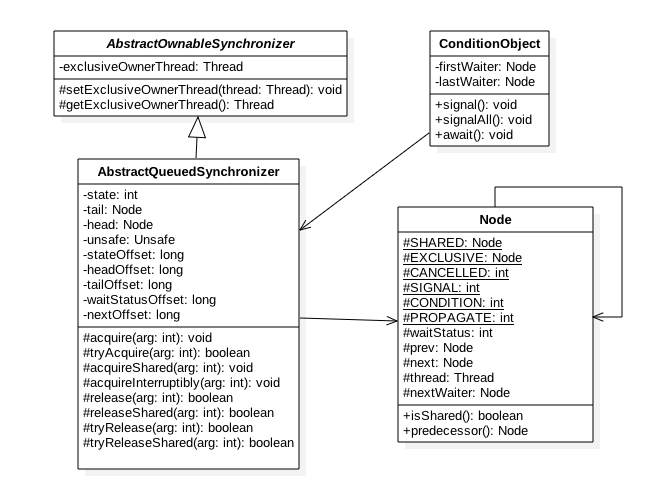 AbstractOwnableSynchronizer
-exclusiveOwnerThread: Thread
#setExclusiveOwnerThread(thread: Thread): void
#getExclusiveOwnerThread(): Thread
ConditionObject
-firstWaiter: Node
-lastWaiter: Node
+signal(): void
+signalAll(): void
+await(): void
AbstractQueuedSynchronizer
-state: int
-tail: Node
-head: Node
-unsafe: Unsafe
-stateOffset: long
-headOffset: long
-tailOffset: long
-waitStatusOffset: long
-nextOffset: long
#acquire(arg: int): void
#tryAcquire(arg: int): boolean
#acquireShared(arg: int): void
#acquireInterruptibly(arg: int): void
#release(arg: int): boolean
#releaseShared(arg: int): boolean
#tryRelease(arg: int): boolean
#tryReleaseShared(arg: int): boolean
Node
#SHARED: Node
#EXCLUSIVE: Node
#CANCELLED: int
#SIGNAL: int
#CONDITION: int
#PROPAGATE: int
#waitStatus: int
#prev: Node
#next: Node
#thread: Thread
#nextWaiter: Node
+isShared(): boolean
+predecessor(): Node